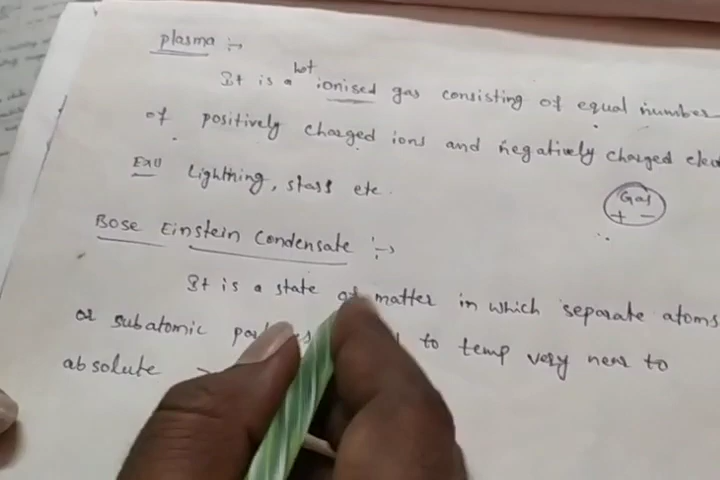 plasma :-
It is a hot ionised gas consisting of equal number
of positively charged ions and negatively charged
Ex:- Lightning, stars etc.
Gas
+ -
Bose Einstein Condensate :-
It is a state of matter in which separate atoms
or subatomic to temp very near to
absolute